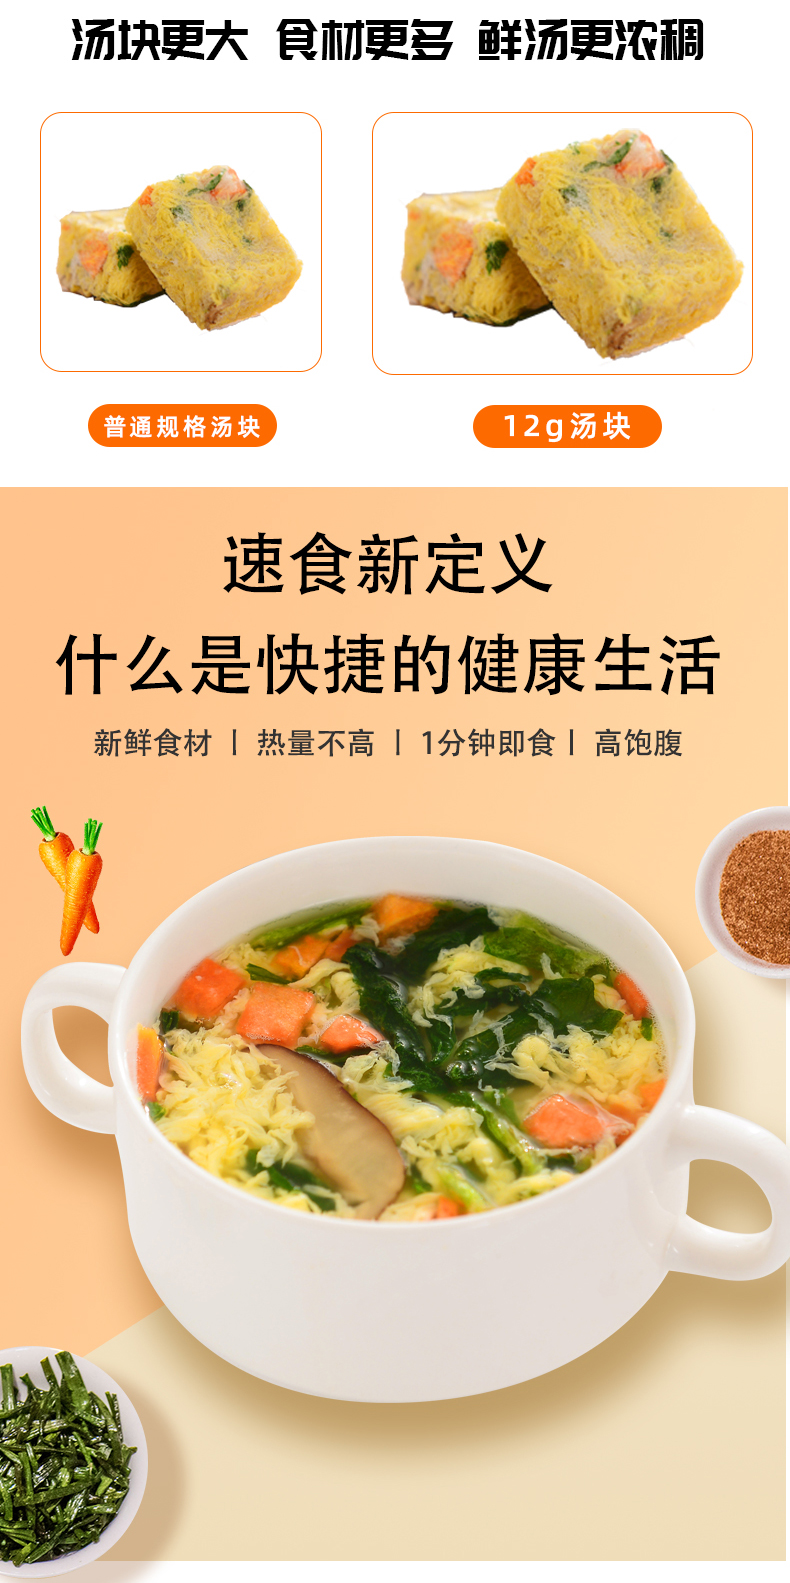 汤块更大 食材更多 鲜汤更浓稠
普通规格汤块
12g汤块
速食新定义
什么是快捷的健康生活
新鲜食材 | 热量不高 | 1分钟即食 | 高饱腹